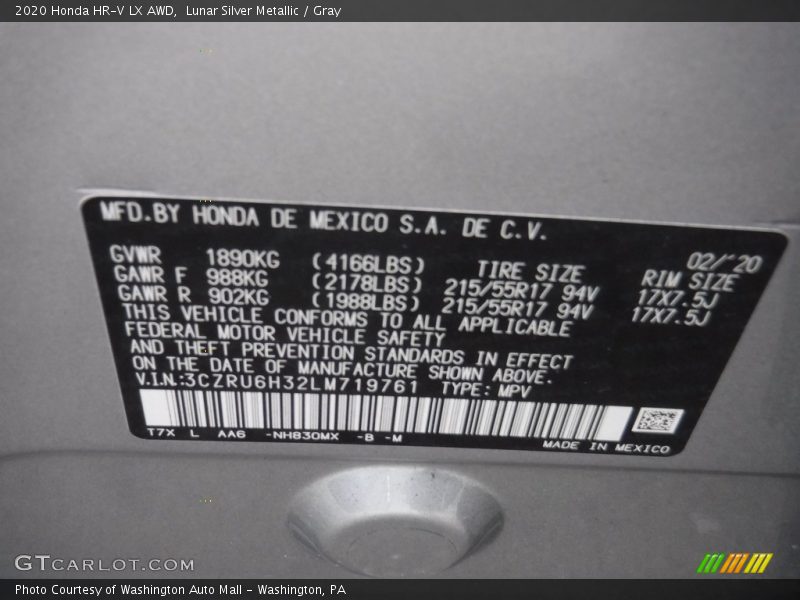 2020 Honda HR-V LX AWD,  Lunar Silver Metallic / Gray
MFD.BY HONDA DE MEXICO S.A. DE C.V.
02/'20
GVWR 1890KG (4166LBS) TIRE SIZE RIM SIZE
GAWR F 988KG (2178LBS) 215/55R17 94V 17X7.5J
GAWR R 902KG (1988LBS) 215/55R17 94V 17X7.5J
THIS VEHICLE CONFORMS TO ALL APPLICABLE
FEDERAL MOTOR VEHICLE SAFETY
AND THEFT PREVENTION STANDARDS IN EFFECT
ON THE DATE OF MANUFACTURE SHOWN ABOVE.
V.I.N:3CZRU6H32LM719761 TYPE: MPV
T7X L AA6 -NH830MX -B -M
MADE IN MEXICO
GTCARLOT.COM
Photo Courtesy of Washington Auto Mall - Washington, PA